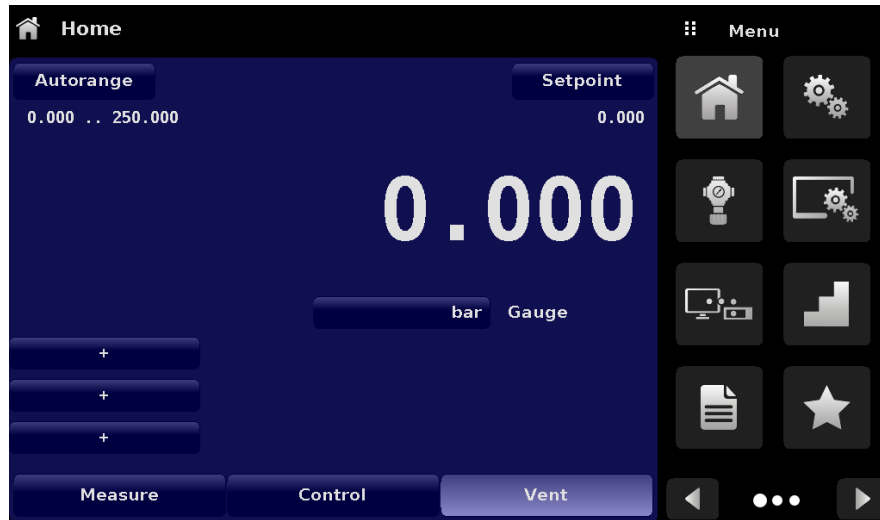 Home
Menu
Autorange
Setpoint
0.000 .. 250.000
0.000
0.000
bar Gauge
+
+
+
Measure
Control
Vent